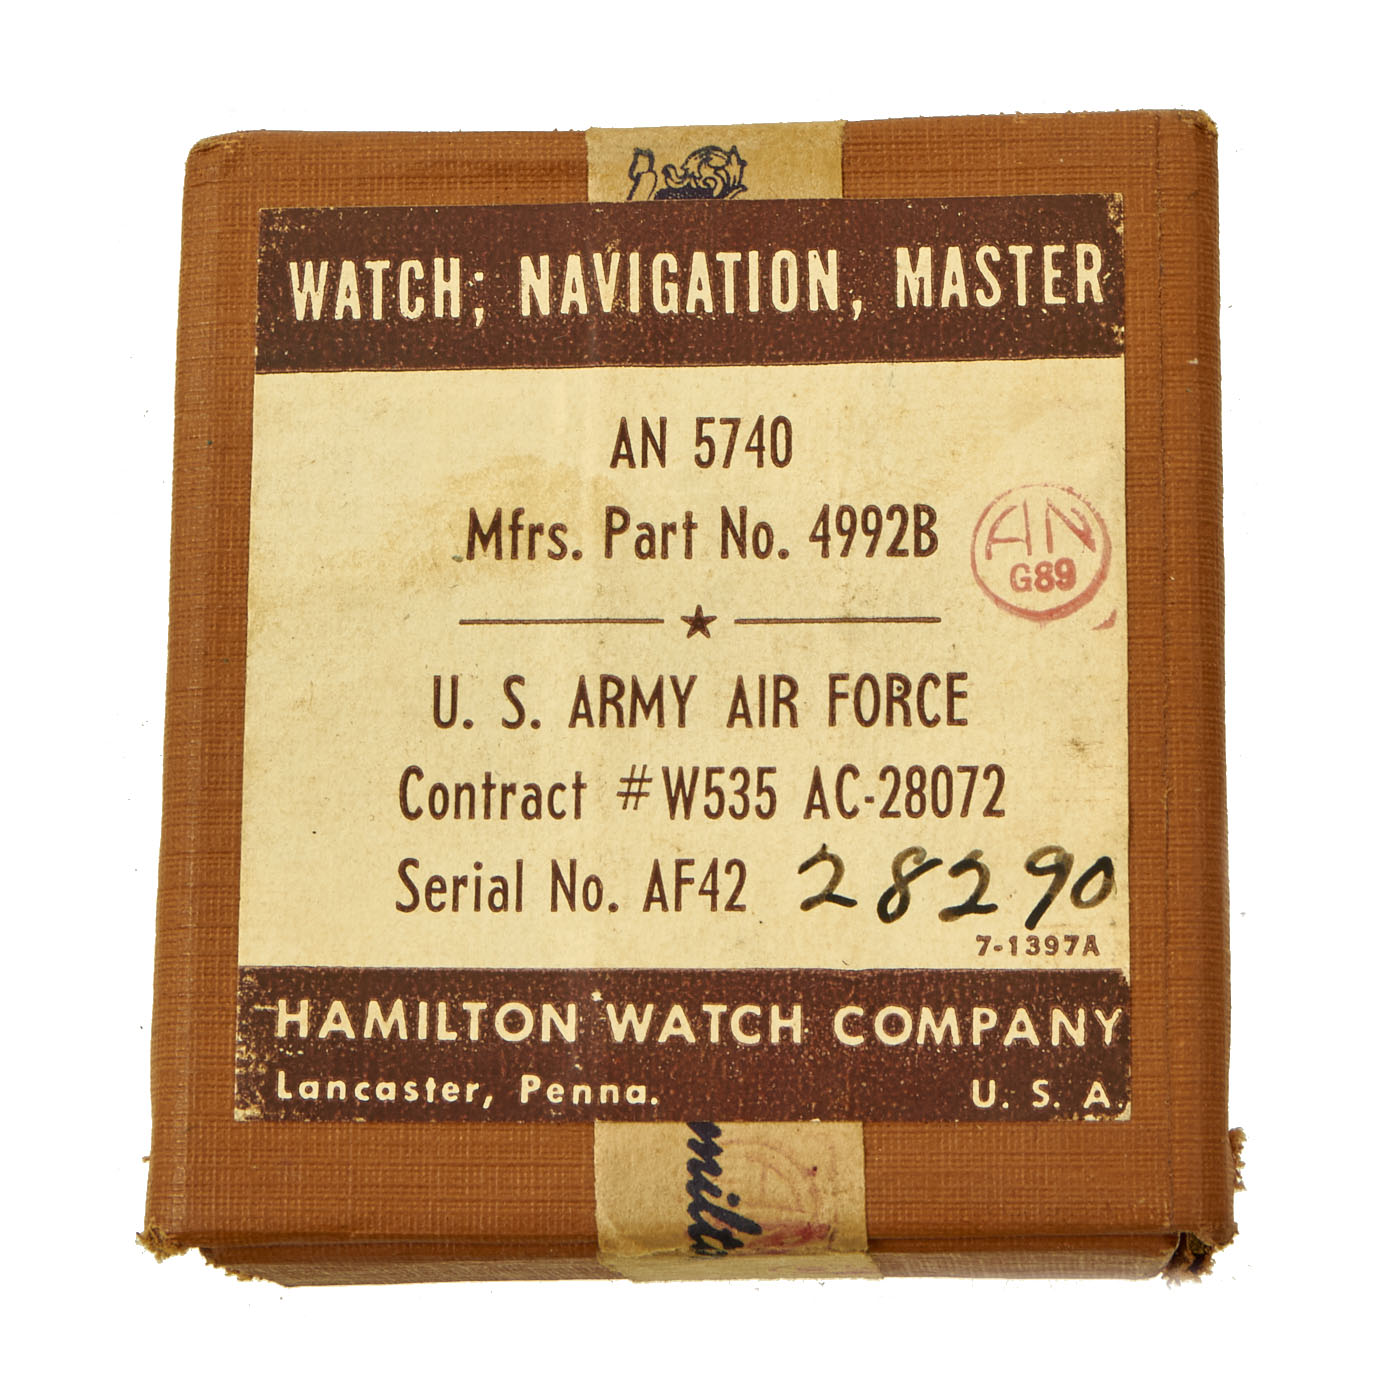 WATCH; NAVIGATION, MASTER
AN 5740
Mfrs. Part No. 4992B
AN
G89
U. S. ARMY AIR FORCE
Contract #W535 AC-28072
Serial No. AF42 28290
7-1397A
HAMILTON WATCH COMPANY
Lancaster, Penna. U. S. A.
milt